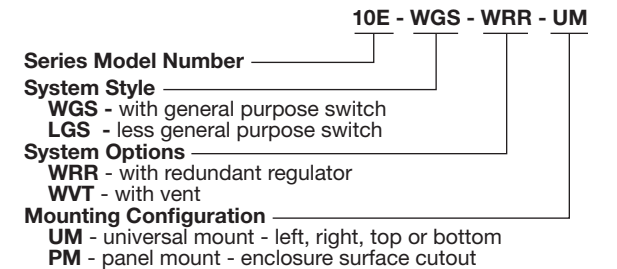 10E - WGS - WRR - UM
Series Model Number
System Style
WGS - with general purpose switch
LGS - less general purpose switch
System Options
WRR - with redundant regulator
WVT - with vent
Mounting Configuration
UM - universal mount - left, right, top or bottom
PM - panel mount - enclosure surface cutout